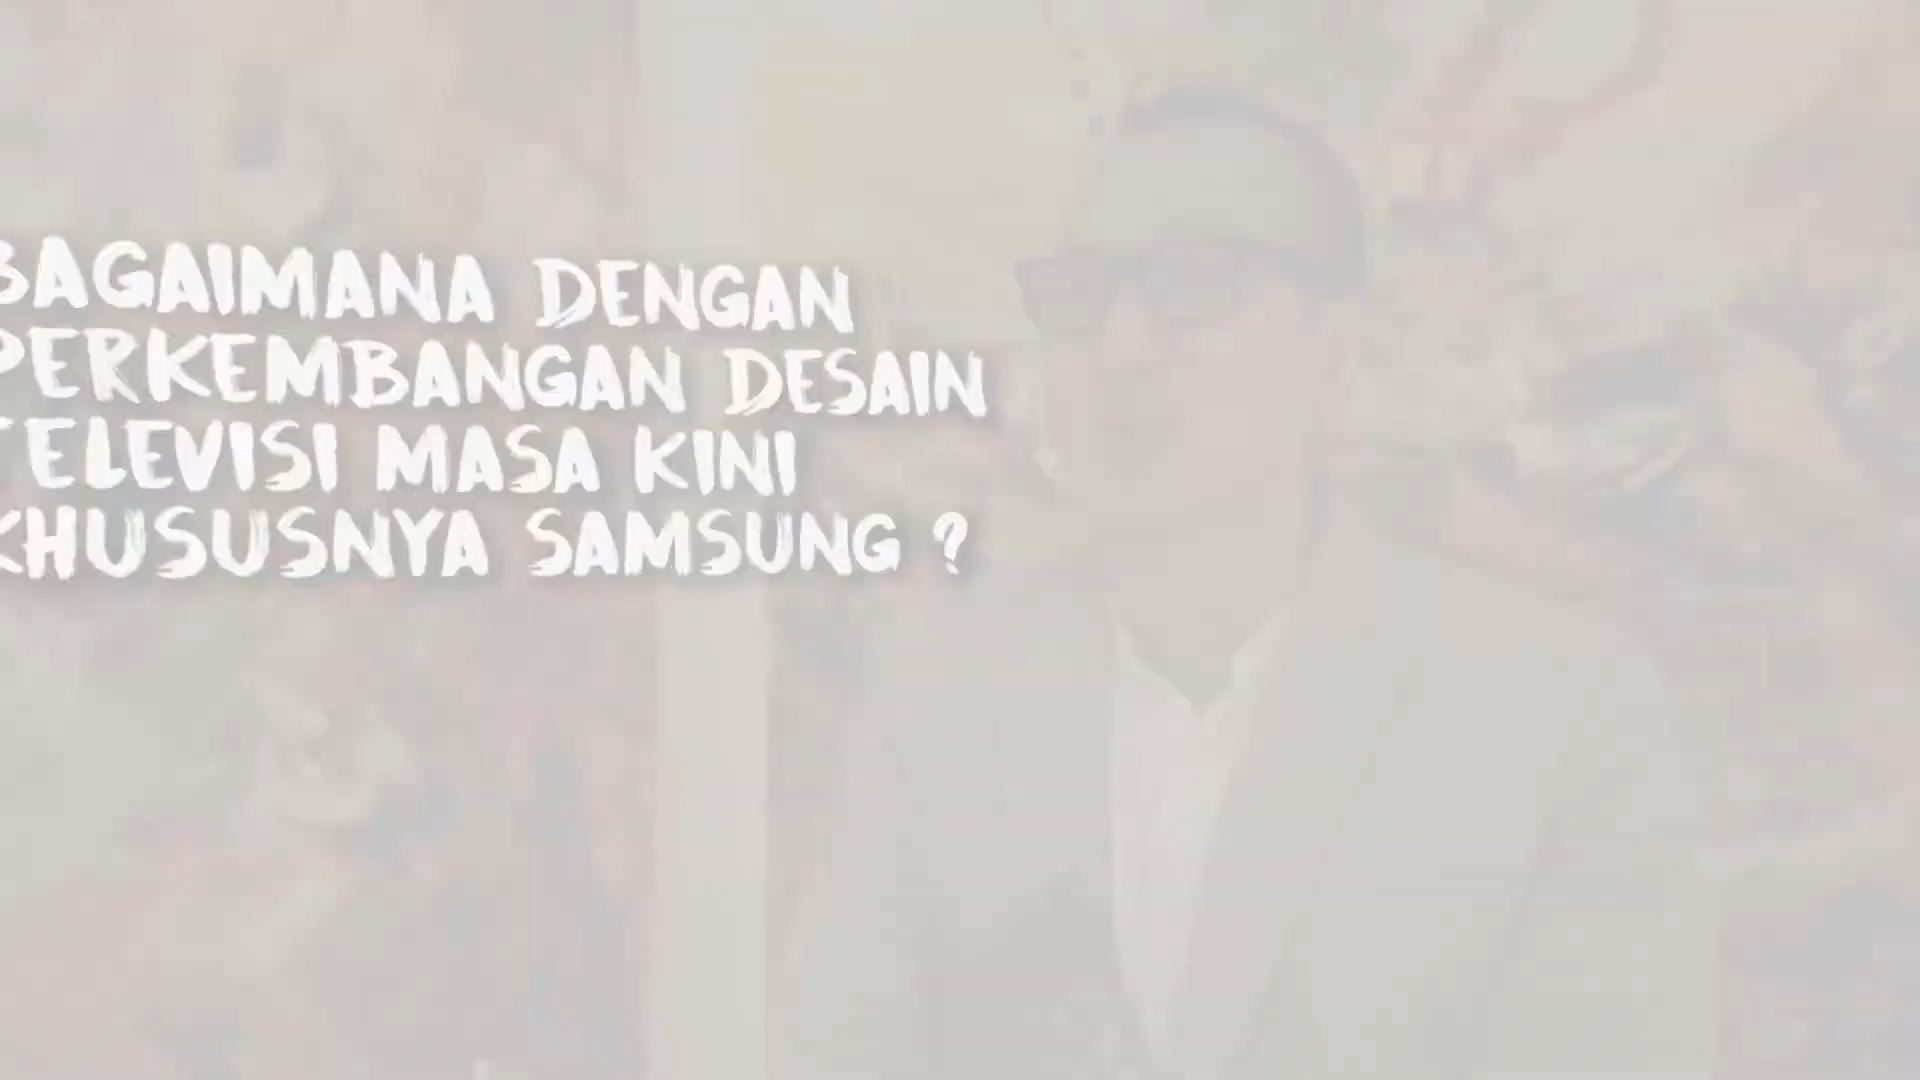 BAGAIMANA DENGAN
PERKEMBANGAN DESAIN
TELEVISI MASA KINI
KHUSUSNYA SAMSUNG ?